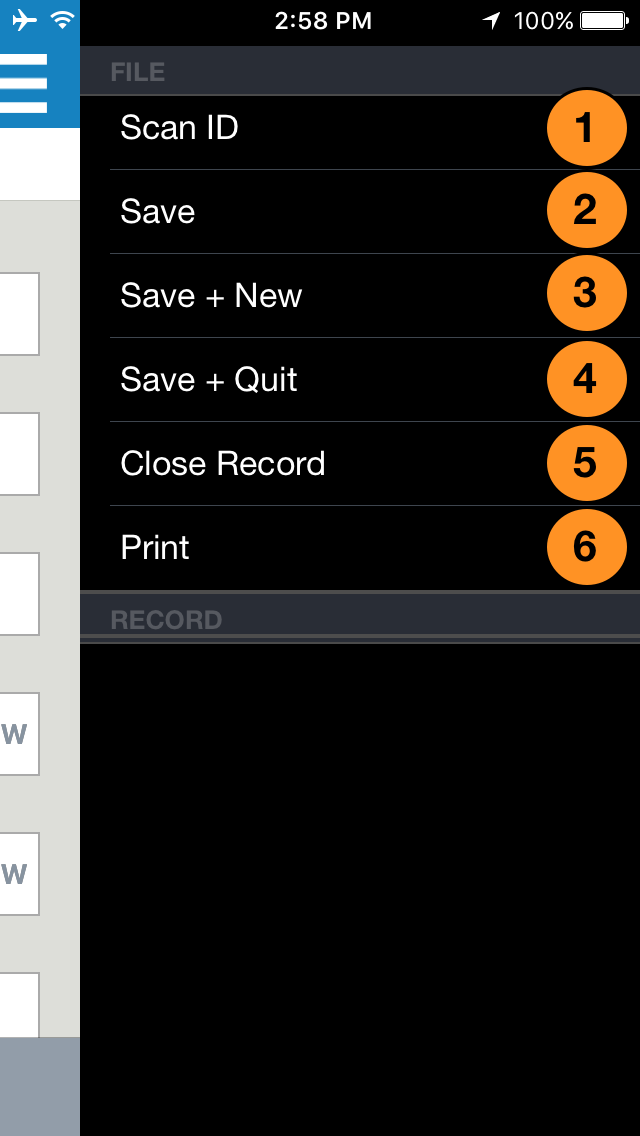 2:58 PM 100%
FILE
Scan ID 1
Save 2
Save + New 3
Save + Quit 4
Close Record 5
Print 6
RECORD
W
W